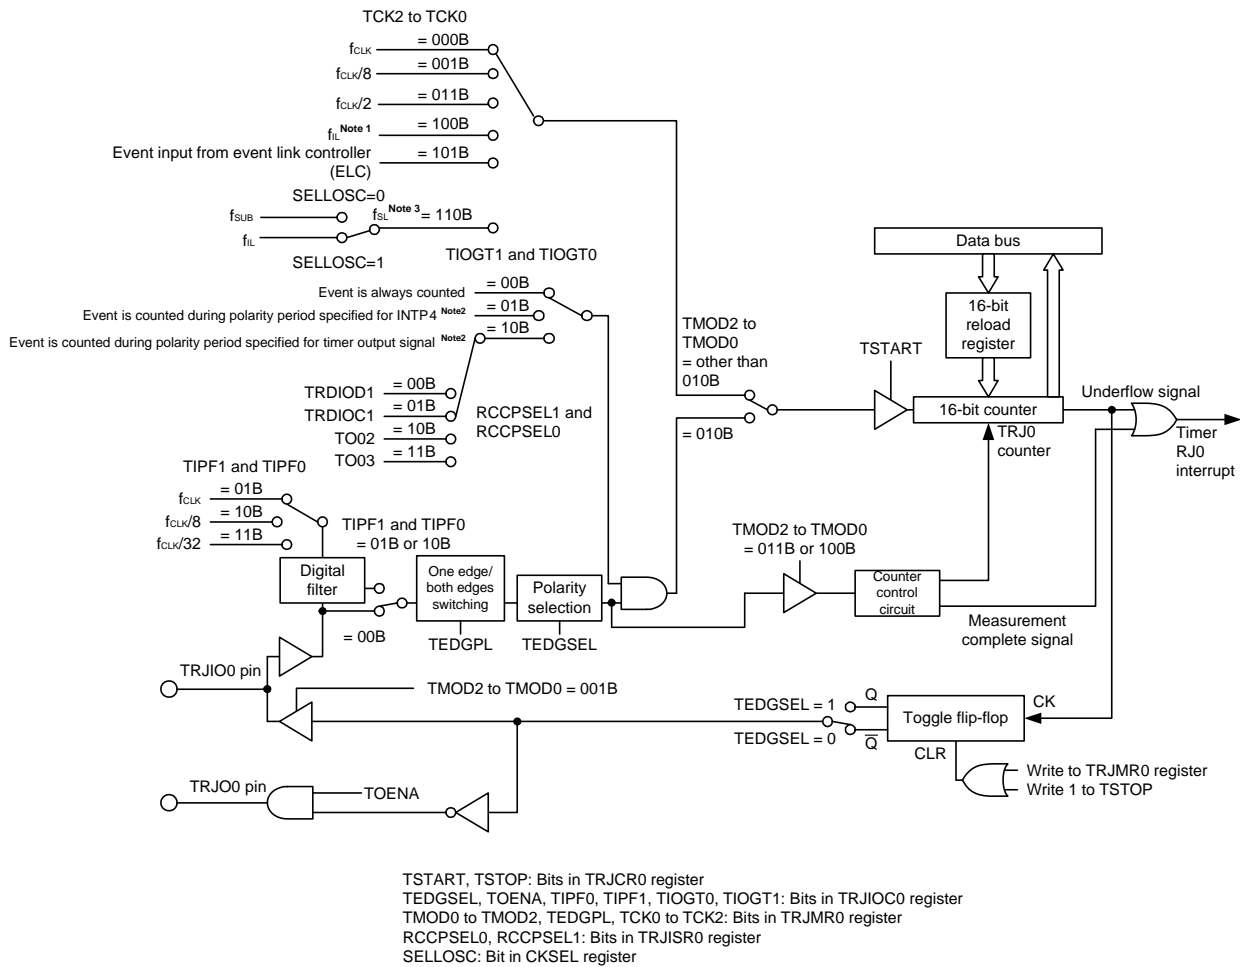 TCK2 to TCK0
fCLK = 000B
fCLK/8 = 001B
fCLK/2 = 011B
fIL Note 1 = 100B
Event input from event link controller = 101B
(ELC)
SELLOSC=0
fSUB
fSL Note 3 = 110B
fIL
SELLOSC=1
TIOGT1 and TIOGT0
Event is always counted = 00B
Event is counted during polarity period specified for INTP4 Note2 = 01B
Event is counted during polarity period specified for timer output signal Note2 = 10B
TRDIOD1 = 00B
TRDIOC1 = 01B
TO02 = 10B
TO03 = 11B
RCCPSEL1 and
RCCPSEL0
TMOD2 to
TMOD0
= other than
010B
= 010B
TSTART
Data bus
16-bit
reload
register
16-bit counter
TRJ0
counter
Underflow signal
Timer
RJ0
interrupt
TIPF1 and TIPF0
fCLK = 01B
fCLK/8 = 10B
fCLK/32 = 11B
Digital
filter
TIPF1 and TIPF0
= 01B or 10B
= 00B
One edge/
both edges
switching
TEDGPL
Polarity
selection
TEDGSEL
TMOD2 to TMOD0
= 011B or 100B
Counter
control
circuit
Measurement
complete signal
TRJIO0 pin
TMOD2 to TMOD0 = 001B
TEDGSEL = 1
TEDGSEL = 0
Q
Q̅
Toggle flip-flop
CK
CLR
Write to TRJMR0 register
Write 1 to TSTOP
TRJO0 pin
TOENA
TSTART, TSTOP: Bits in TRJCR0 register
TEDGSEL, TOENA, TIPF0, TIPF1, TIOGT0, TIOGT1: Bits in TRJIOC0 register
TMOD0 to TMOD2, TEDGPL, TCK0 to TCK2: Bits in TRJMR0 register
RCCPSEL0, RCCPSEL1: Bits in TRJISR0 register
SELLOSC: Bit in CKSEL register